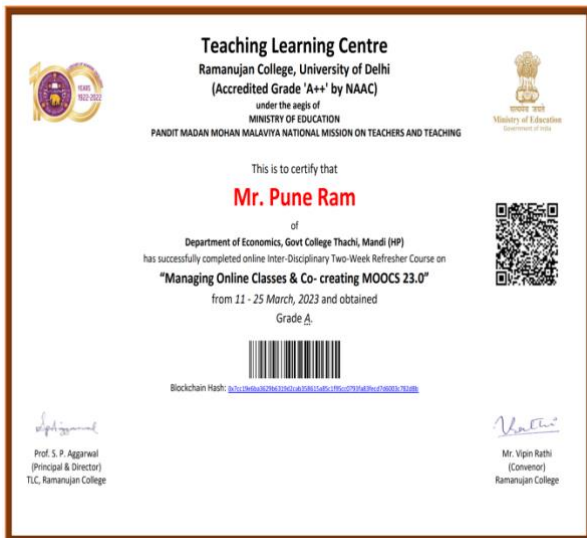 Teaching Learning Centre
Ramanujan College, University of Delhi
(Accredited Grade 'A++' by NAAC)
under the aegis of
MINISTRY OF EDUCATION
PANDIT MADAN MOHAN MALAVIYA NATIONAL MISSION ON TEACHERS AND TEACHING
YEARS
1922-2022
सत्यमेव जयते
Ministry of Education
Government of India
This is to certify that
Mr. Pune Ram
of
Department of Economics, Govt College Thachi, Mandi (HP)
has successfully completed online Inter-Disciplinary Two-Week Refresher Course on
“Managing Online Classes & Co- creating MOOCS 23.0”
from 11 - 25 March, 2023 and obtained
Grade A.
Blockchain Hash:
Prof. S. P. Aggarwal
(Principal & Director)
TLC, Ramanujan College
Mr. Vipin Rathi
(Convenor)
Ramanujan College